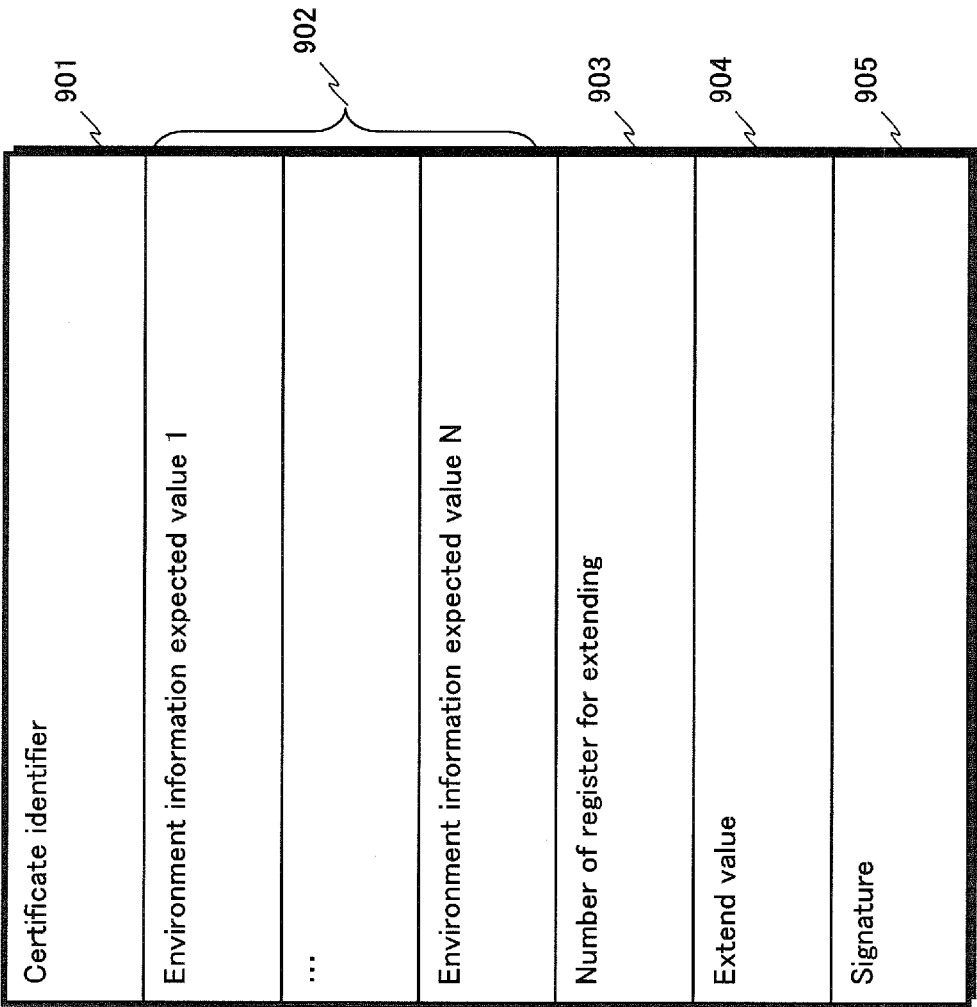 Certificate identifier
901
Environment information expected value 1
...
902
Environment information expected value N
Number of register for extending
903
Extend value
904
Signature
905